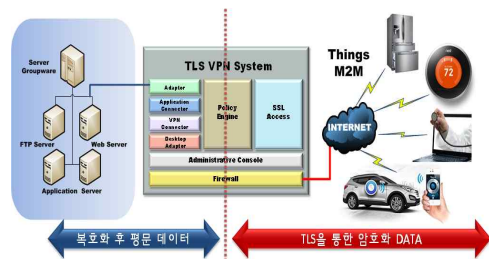 Server
Groupware
FTP Server
Web Server
Application Server
TLS VPN System
Adaptor
Application
Connector
VPN
Connector
Desktop
Adaptor
Policy
Engine
SSL
Access
Administrative Console
Firewall
Things
M2M
INTERNET
72
복호화 후 평문 데이터
TLS을 통한 암호화 DATA